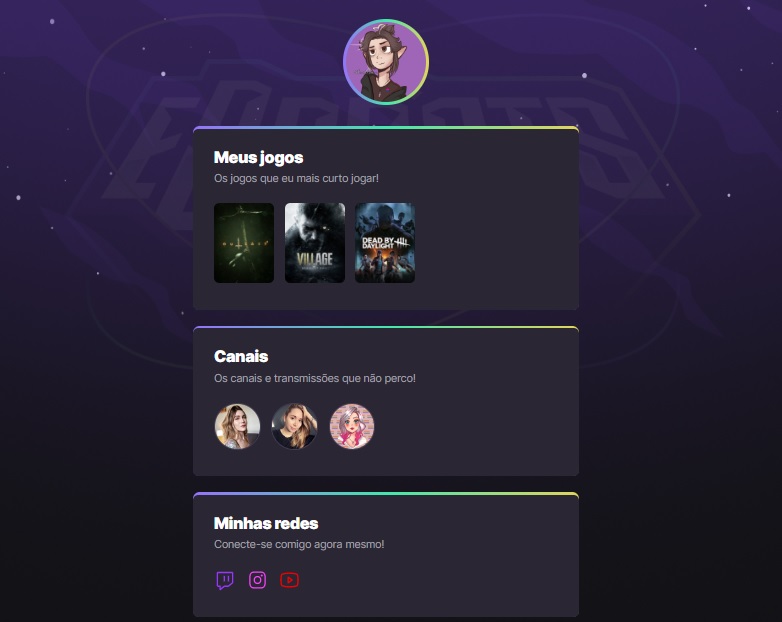 ESPORTS
Meus jogos
Os jogos que eu mais curto jogar!
OUTLAST
VILLAGE
DEAD BY
DAYLIGHT
Canais
Os canais e transmissões que não perco!
Minhas redes
Conecte-se comigo agora mesmo!